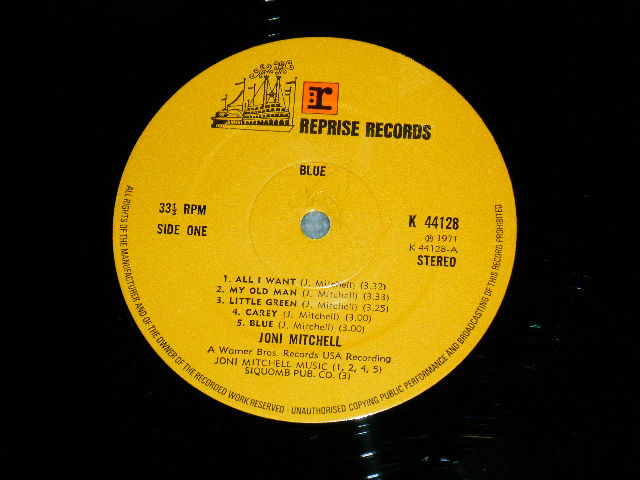 r
REPRISE RECORDS
BLUE
33⅓ RPM
SIDE ONE
K 44128
℗ 1971
K 44128-A
STEREO
1. ALL I WANT (J. Mitchell) (3.32)
2. MY OLD MAN (J. Mitchell) (3.33)
3. LITTLE GREEN (J. Mitchell) (3.25)
4. CAREY (J. Mitchell) (3.00)
5. BLUE (J. Mitchell) (3.00)
JONI MITCHELL
A Warner Bros. Records USA Recording
JONI MITCHELL MUSIC (1, 2, 4, 5)
SIQUOMB PUB. CO. (3)
ALL RIGHTS OF THE MANUFACTURER AND OF THE OWNER OF THE RECORDED WORK RESERVED · UNAUTHORISED COPYING PUBLIC PERFORMANCE AND BROADCASTING OF THIS RECORD PROHIBITED